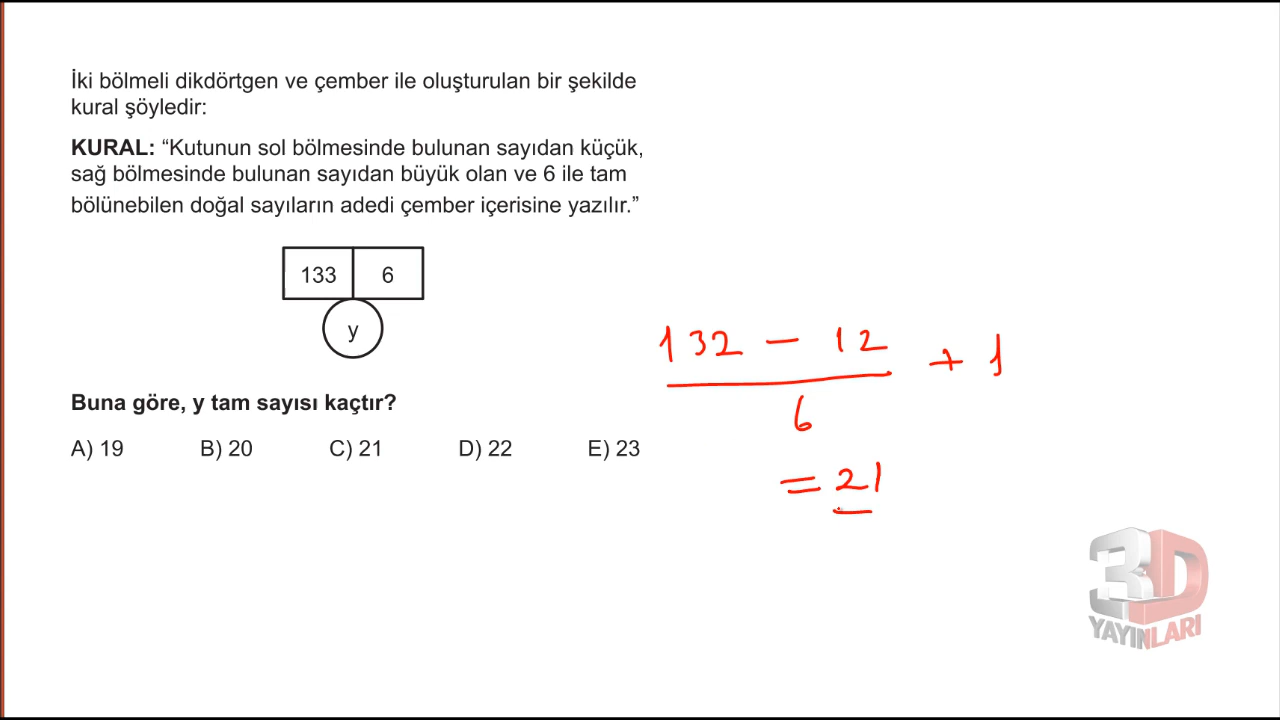 İki bölmeli dikdörtgen ve çember ile oluşturulan bir şekilde
kural şöyledir:
KURAL: “Kutunun sol bölmesinde bulunan sayıdan küçük,
sağ bölmesinde bulunan sayıdan büyük olan ve 6 ile tam
bölünebilen doğal sayıların adedi çember içerisine yazılır.”
133 6
y
132 − 12 + 1
6
Buna göre, y tam sayısı kaçtır?
A) 19 B) 20 C) 21 D) 22 E) 23
= 21
3D
YAYINLARI